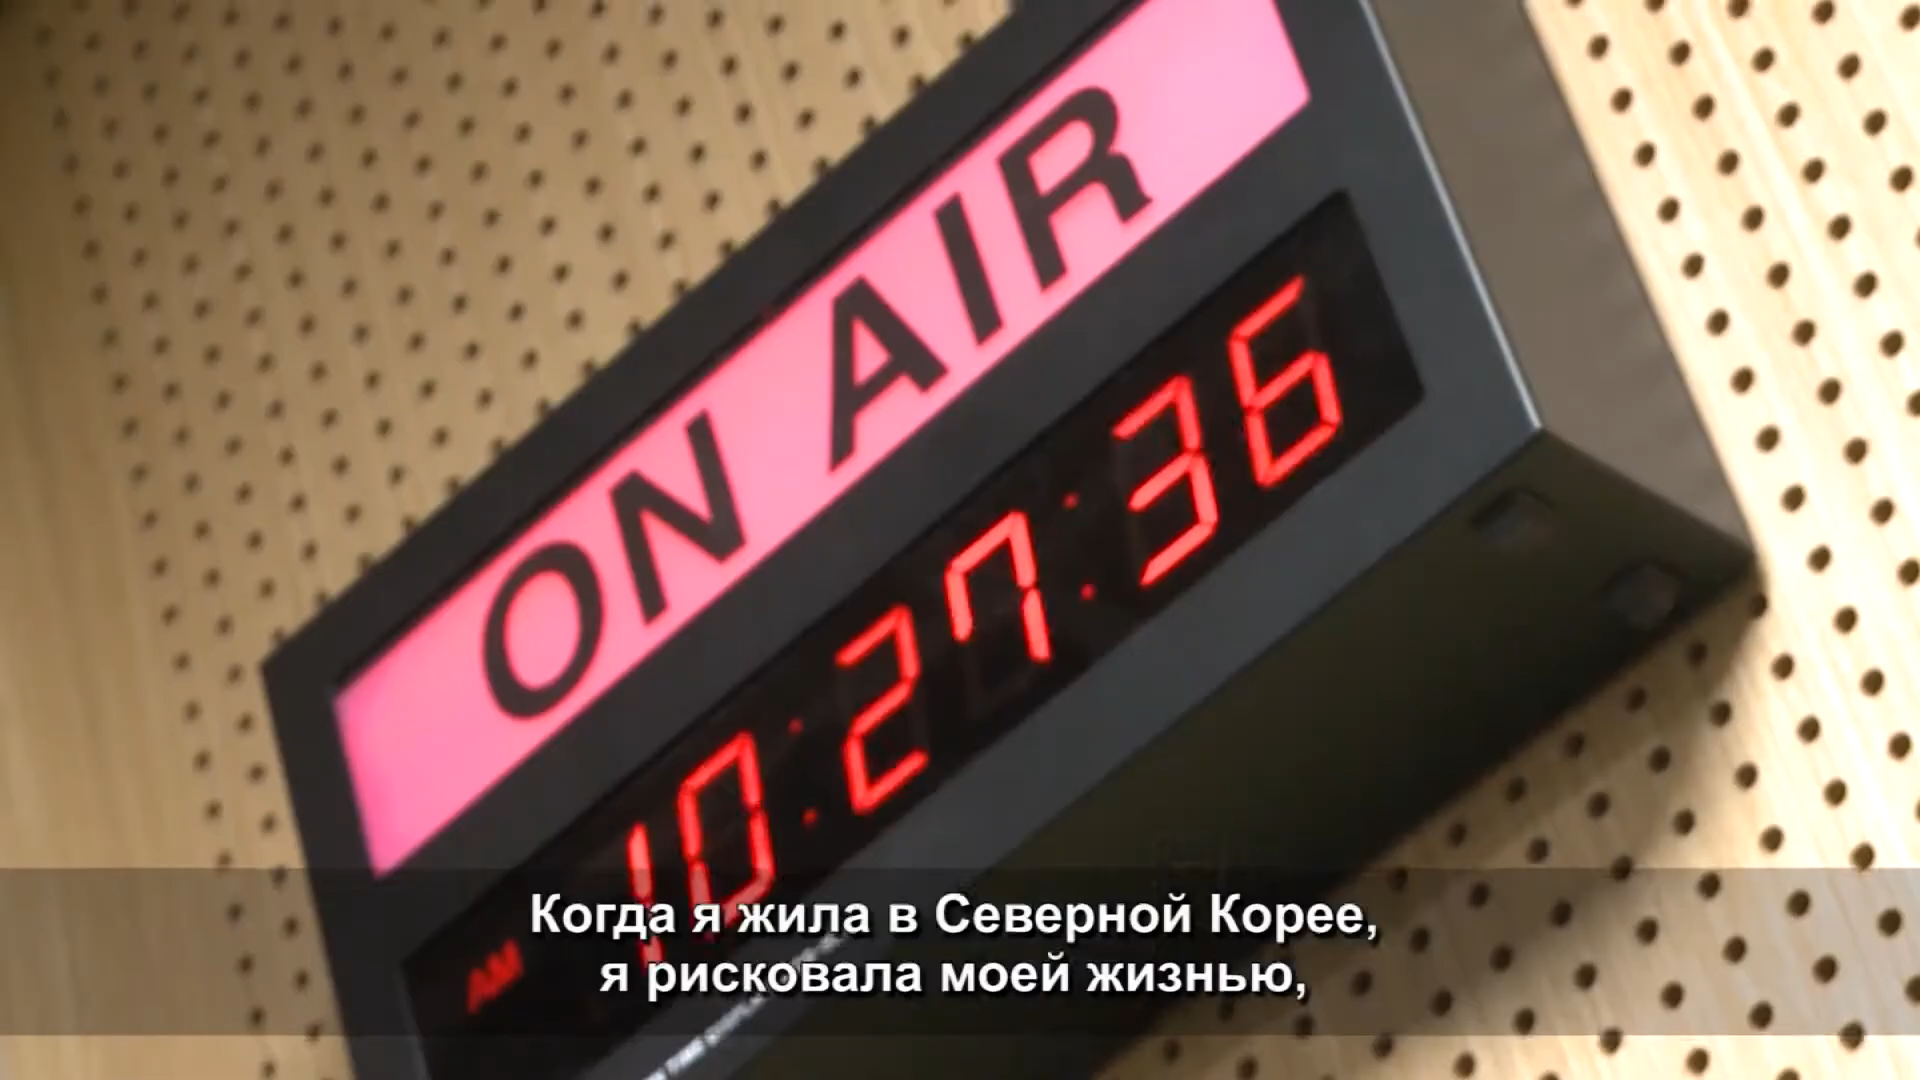 ON AIR
AM 10:27:36
Когда я жила в Северной Корее,
я рисковала моей жизнью,